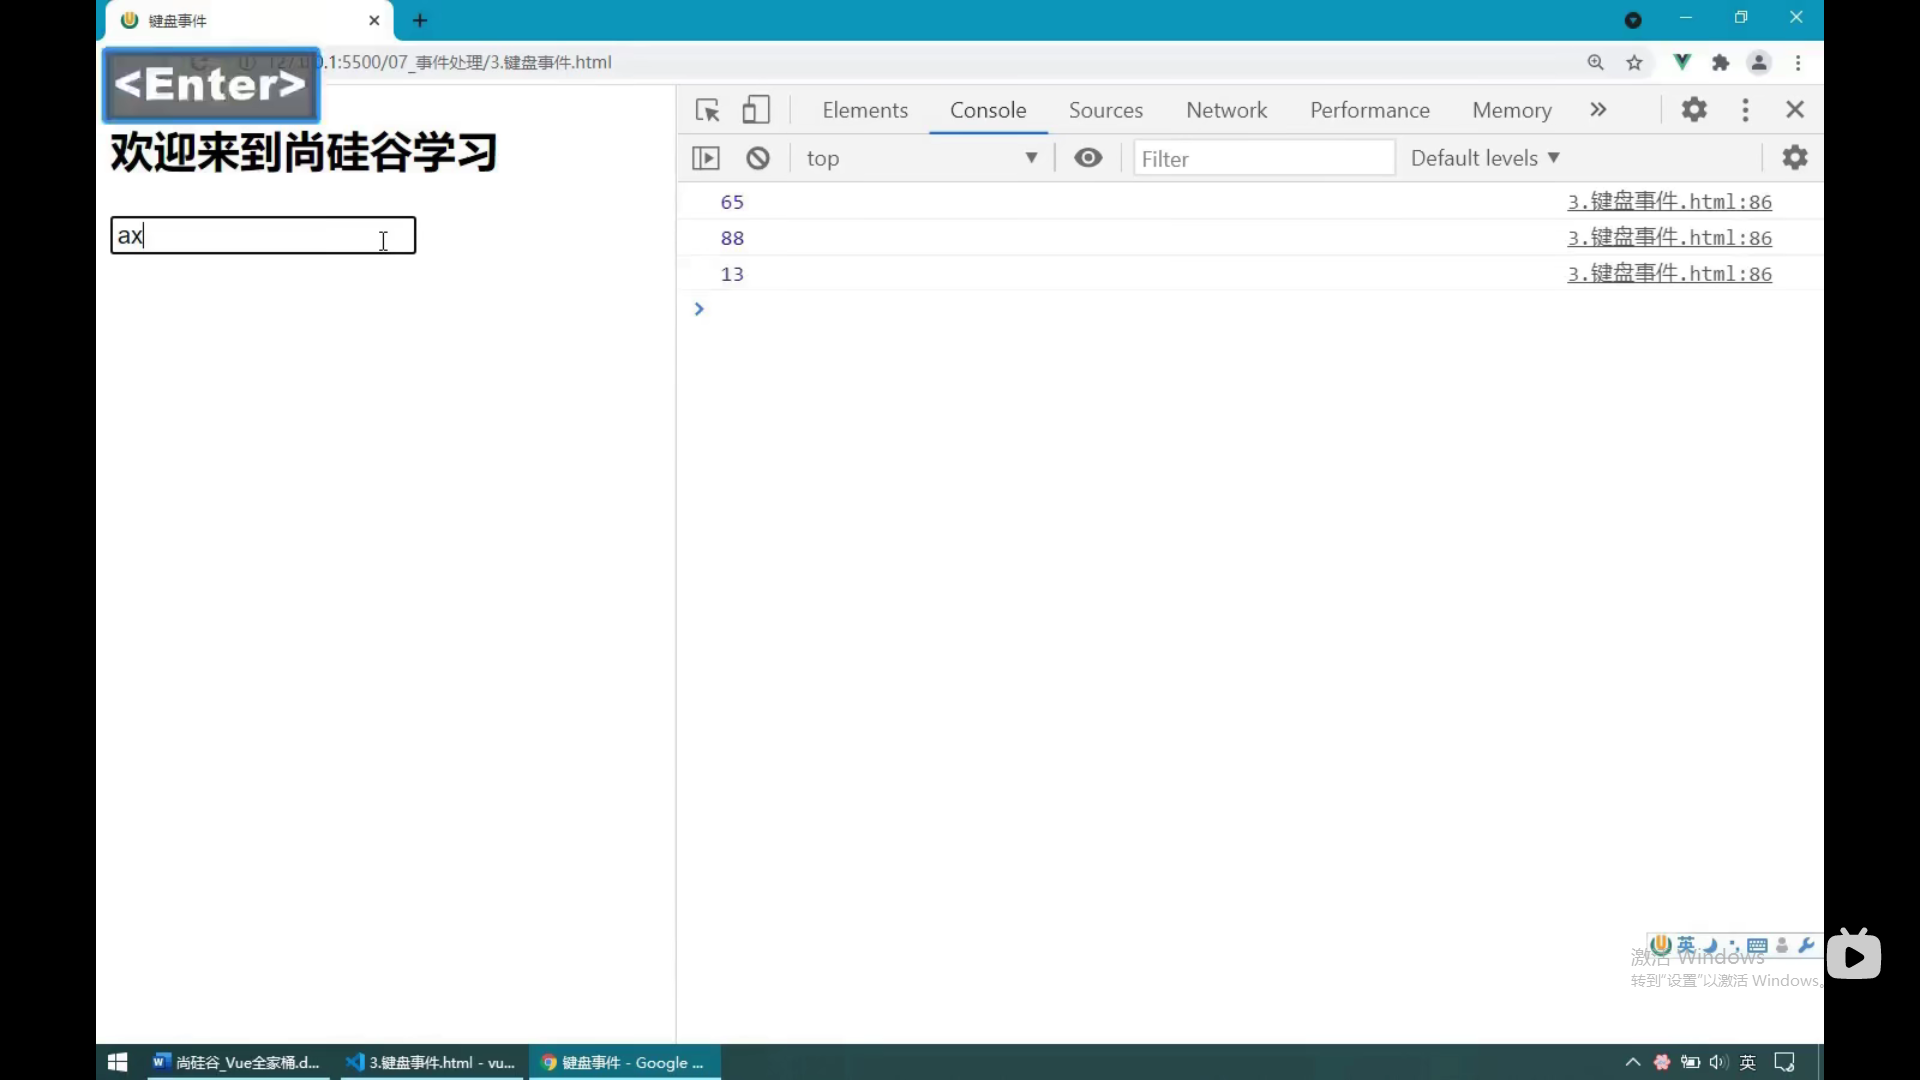 键盘事件
<Enter>
.1:5500/07_事件处理/3.键盘事件.html
Elements Console Sources Network Performance Memory
top Filter Default levels
欢迎来到尚硅谷学习
ax
65 3.键盘事件.html:86
88 3.键盘事件.html:86
13 3.键盘事件.html:86
英
激活 Windows
转到"设置"以激活 Windows。
尚硅谷_Vue全家桶.d... 3.键盘事件.html - vu... 键盘事件 - Google ... 英